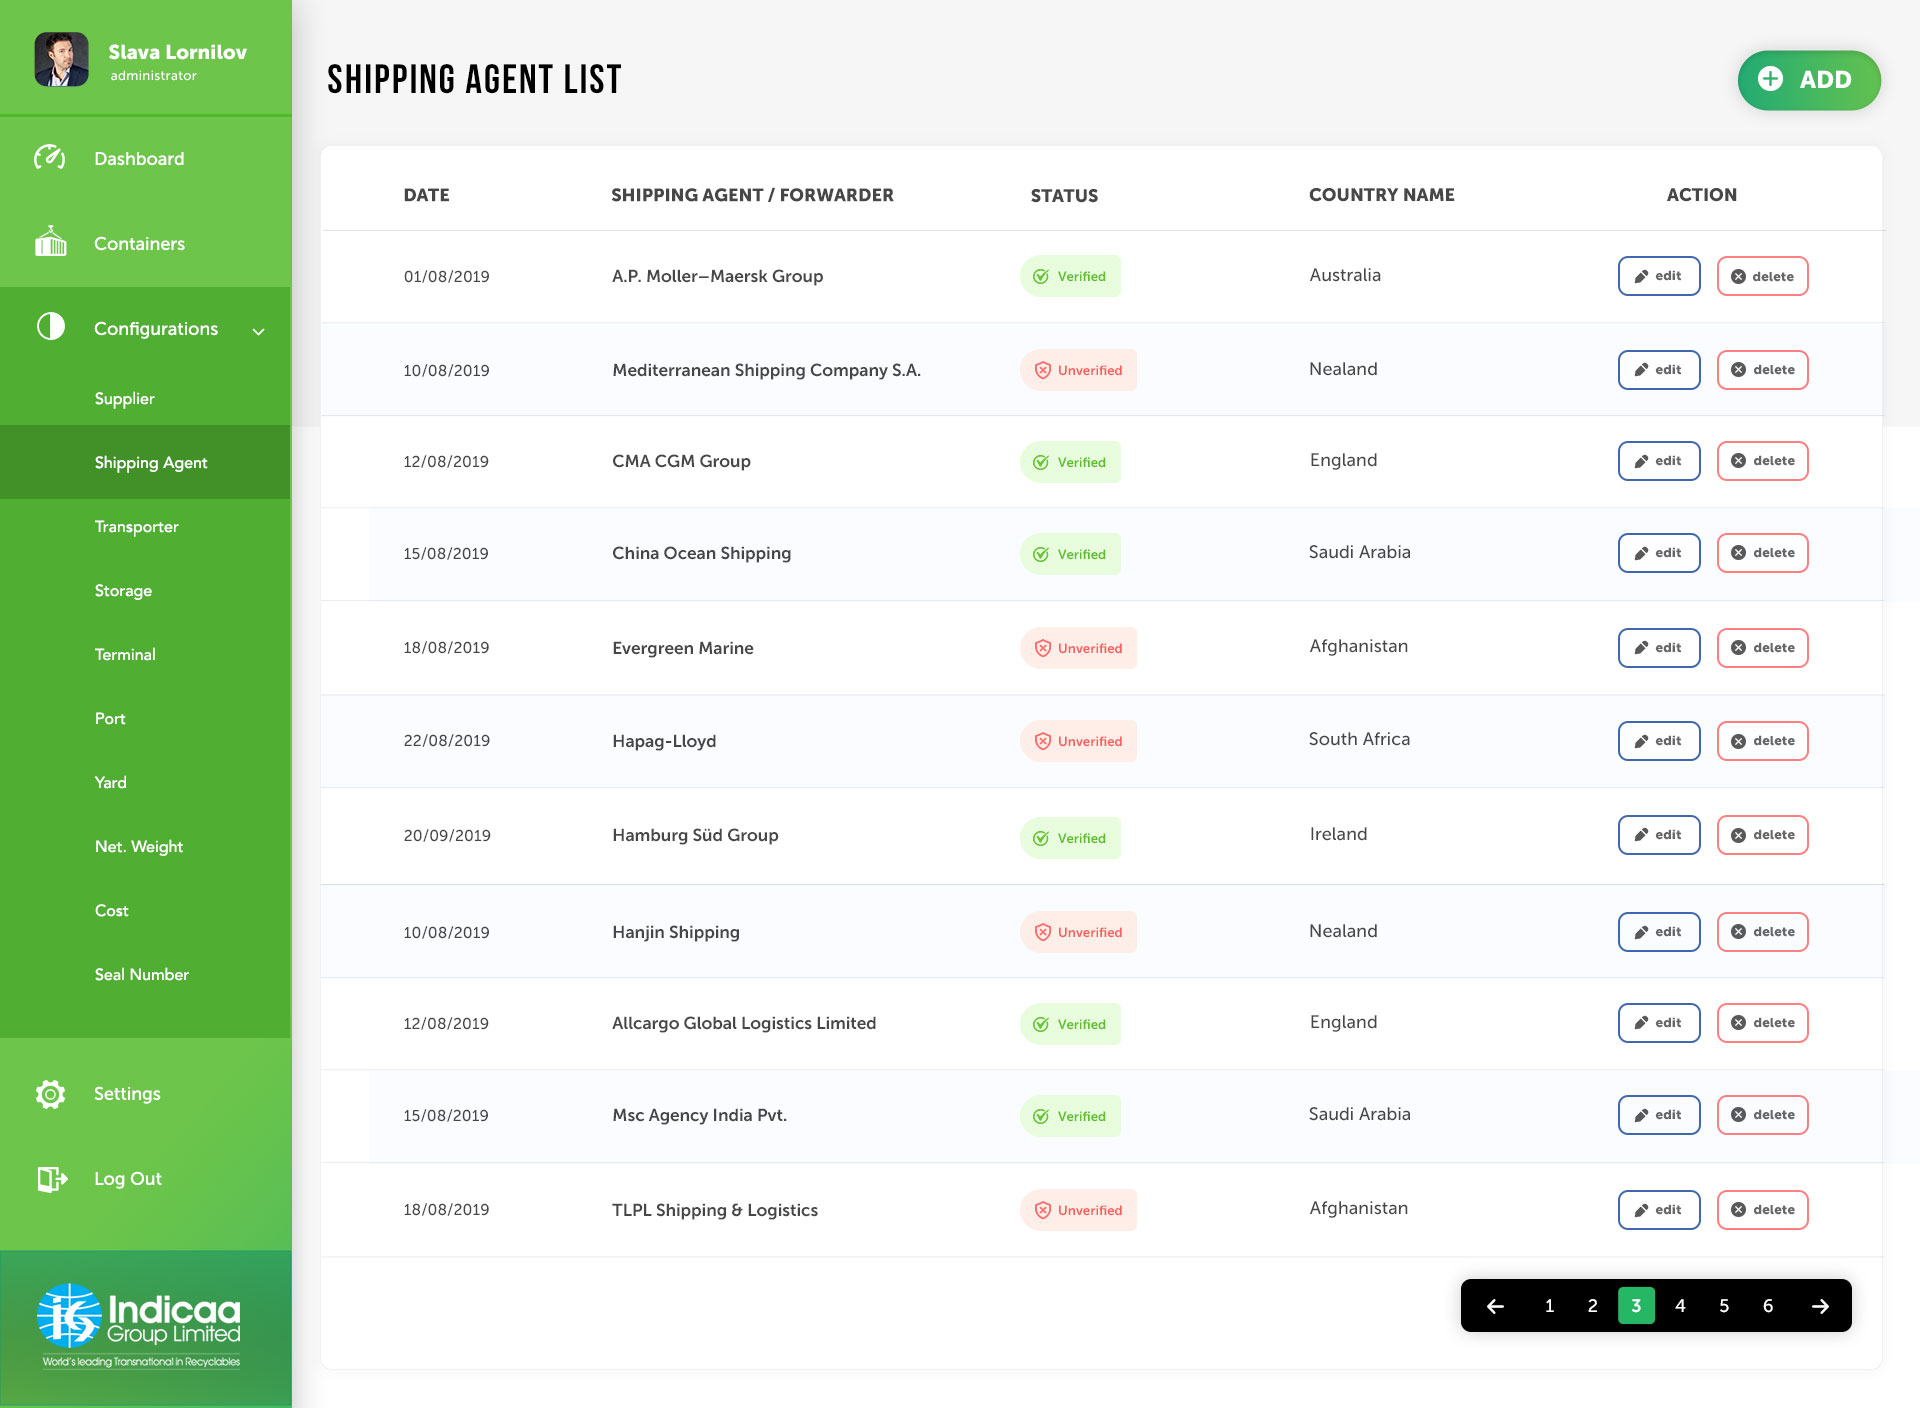 Slava Lornilov
administrator
Dashboard
Containers
Configurations
Supplier
Shipping Agent
Transporter
Storage
Terminal
Port
Yard
Net. Weight
Cost
Seal Number
Settings
Log Out
iks Indicaa
Group Limited
World's leading Transnational in Recyclables
SHIPPING AGENT LIST
ADD
DATE SHIPPING AGENT / FORWARDER STATUS COUNTRY NAME ACTION
01/08/2019 A.P. Moller–Maersk Group Verified Australia edit delete
10/08/2019 Mediterranean Shipping Company S.A. Unverified Nealand edit delete
12/08/2019 CMA CGM Group Verified England edit delete
15/08/2019 China Ocean Shipping Verified Saudi Arabia edit delete
18/08/2019 Evergreen Marine Unverified Afghanistan edit delete
22/08/2019 Hapag-Lloyd Unverified South Africa edit delete
20/09/2019 Hamburg Süd Group Verified Ireland edit delete
10/08/2019 Hanjin Shipping Unverified Nealand edit delete
12/08/2019 Allcargo Global Logistics Limited Verified England edit delete
15/08/2019 Msc Agency India Pvt. Verified Saudi Arabia edit delete
18/08/2019 TLPL Shipping & Logistics Unverified Afghanistan edit delete
1 2 3 4 5 6